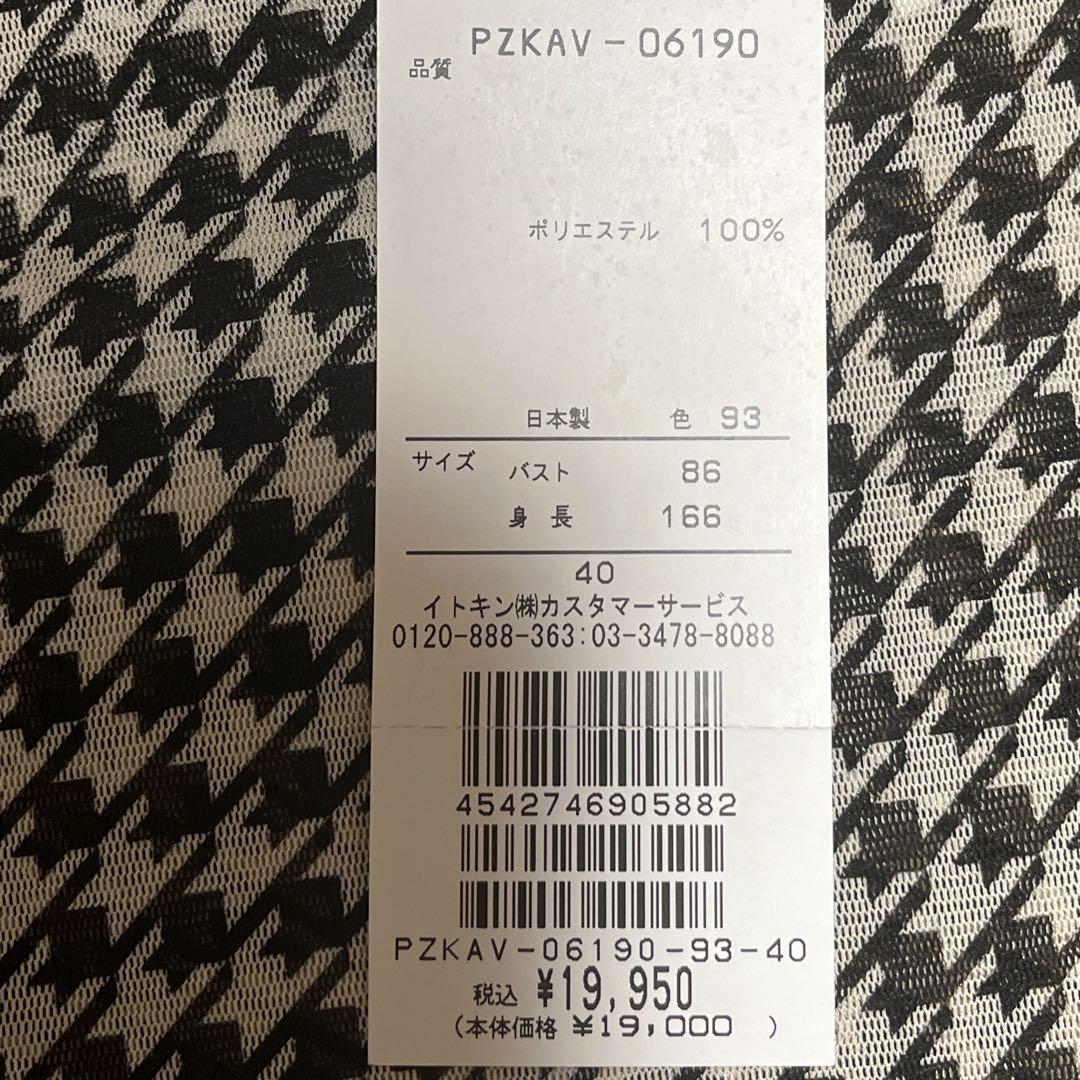 PZKAV-06190
品質
ポリエステル 100%
日本製 色 93
サイズ バスト 86
身長 166
40
イトキン㈱カスタマーサービス
0120-888-363:03-3478-8088
4542746905882
PZKAV-06190-93-40
税込 ¥19,950
(本体価格 ¥19,000 )